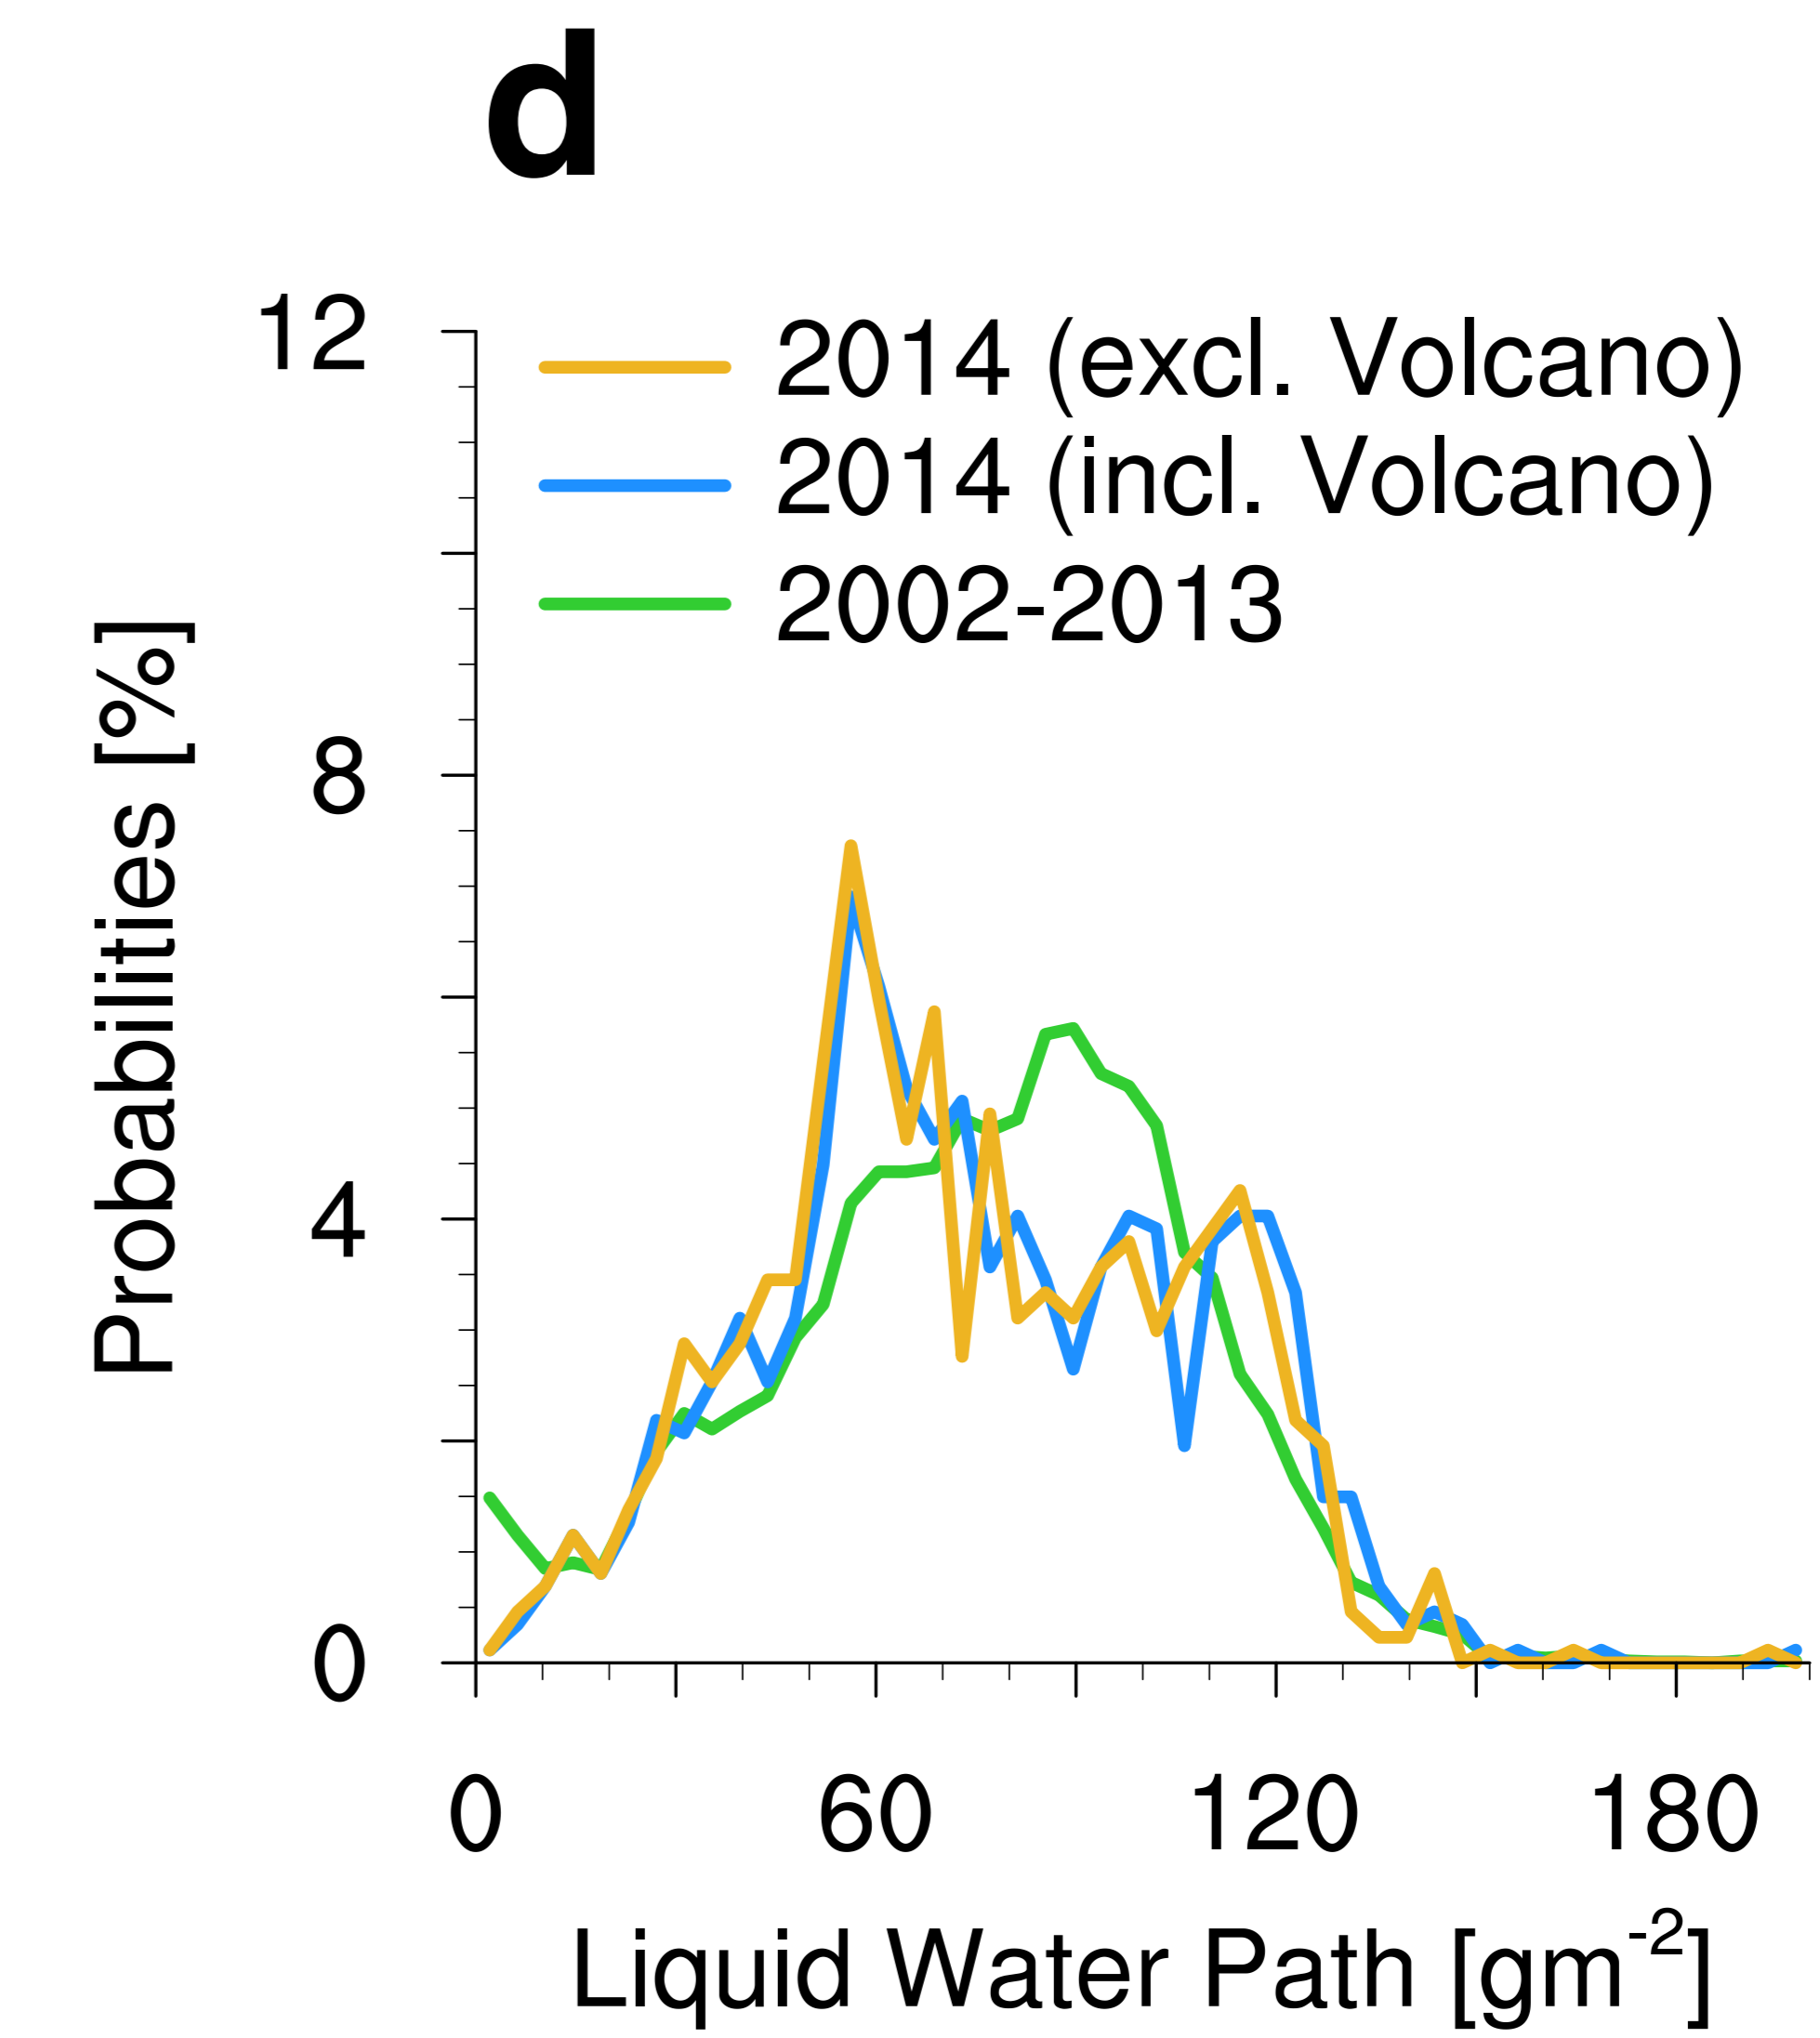 d
12
2014 (excl. Volcano)
2014 (incl. Volcano)
2002-2013
8
4
0
Probabilities [%]
0 60 120 180
Liquid Water Path [gm⁻²]